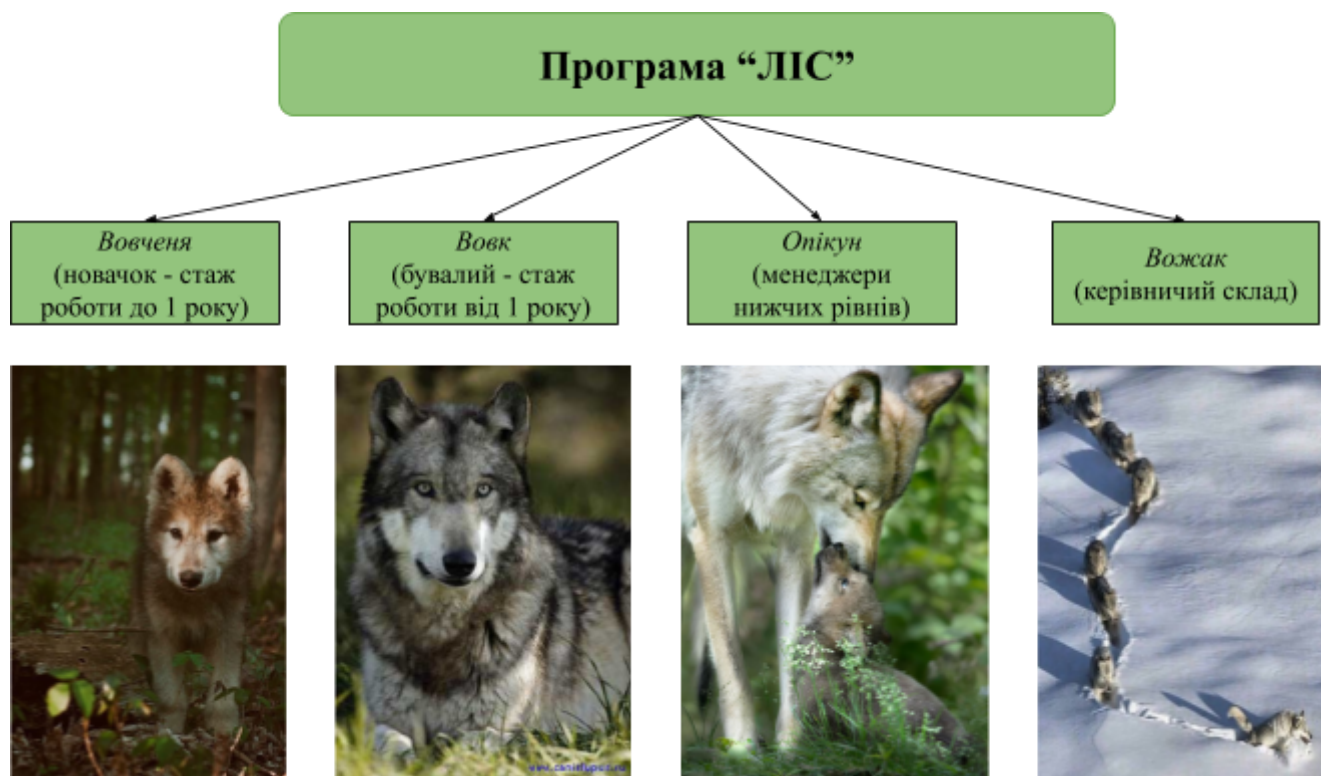 Програма “ЛІС”
Вовченя
(новачок - стаж
роботи до 1 року)
Вовк
(бувалий - стаж
роботи від 1 року)
Опікун
(менеджери
нижчих рівнів)
Вожак
(керівничий склад)